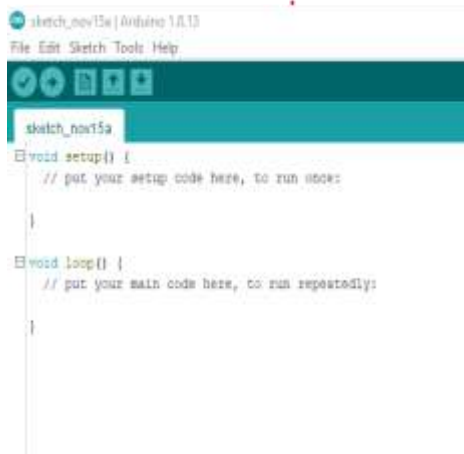 sketch_nov15a | Arduino 1.8.13
File Edit Sketch Tools Help
sketch_nov15a
void setup() {
// put your setup code here, to run once:
}
void loop() {
// put your main code here, to run repeatedly:
}